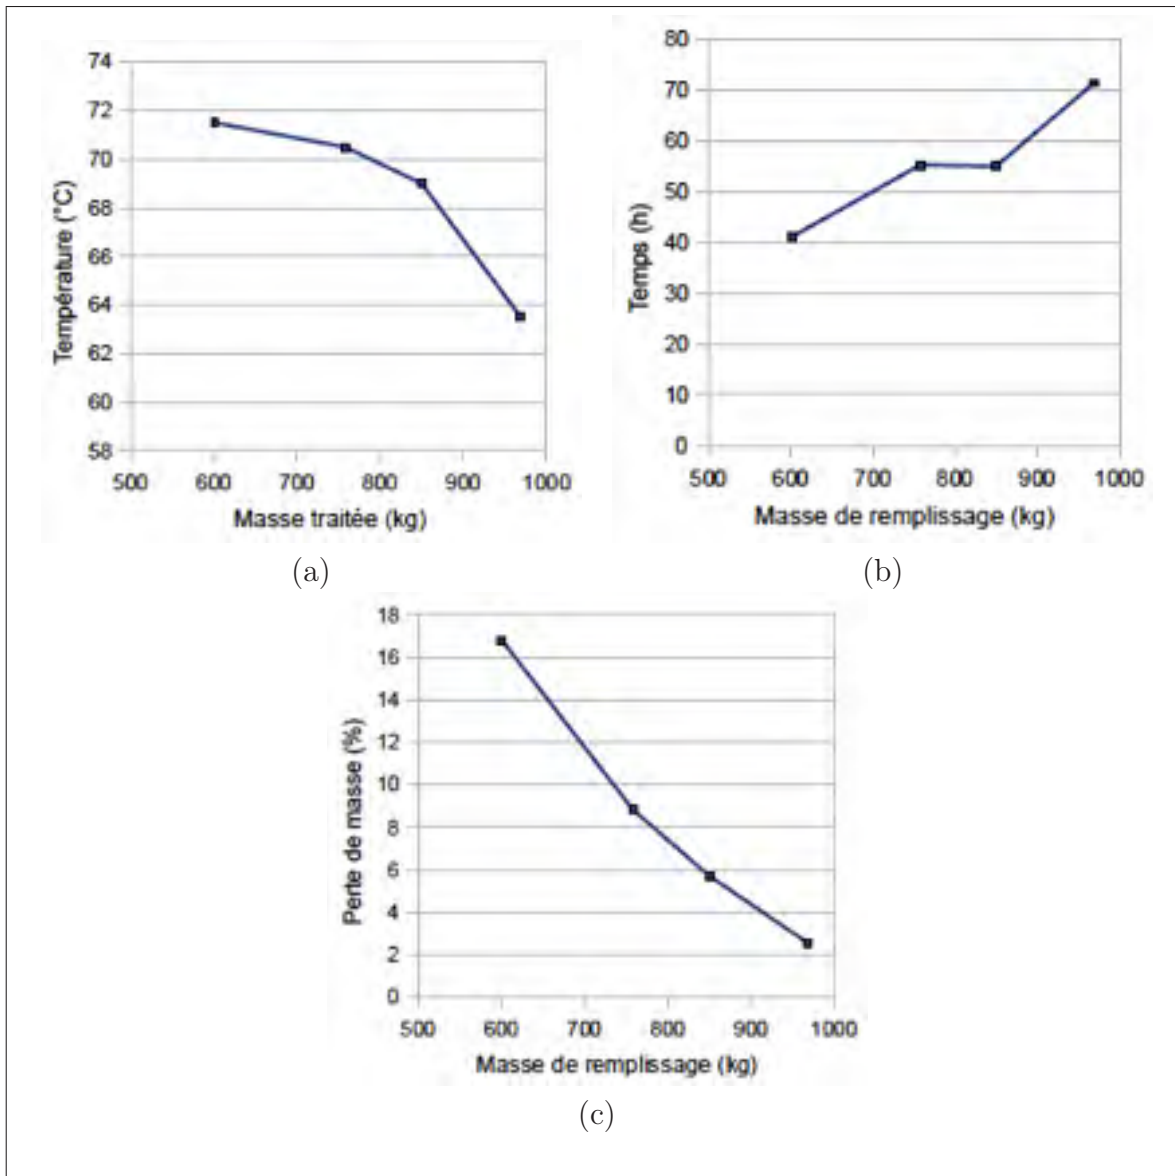 74
72
70
68
66
64
62
60
58
Température (°C)
500 600 700 800 900 1000
Masse traitée (kg)
(a)
80
70
60
50
40
30
20
10
0
Temps (h)
500 600 700 800 900 1000
Masse de remplissage (kg)
(b)
18
16
14
12
10
8
6
4
2
0
Perte de masse (%)
500 600 700 800 900 1000
Masse de remplissage (kg)
(c)